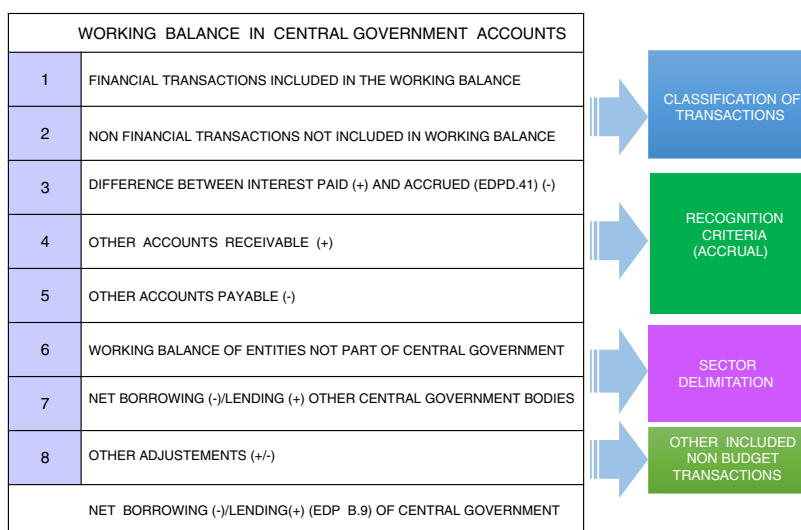 WORKING BALANCE IN CENTRAL GOVERNMENT ACCOUNTS
1 FINANCIAL TRANSACTIONS INCLUDED IN THE WORKING BALANCE
2 NON FINANCIAL TRANSACTIONS NOT INCLUDED IN WORKING BALANCE
3 DIFFERENCE BETWEEN INTEREST PAID (+) AND ACCRUED (EDPD.41) (-)
4 OTHER ACCOUNTS RECEIVABLE (+)
5 OTHER ACCOUNTS PAYABLE (-)
6 WORKING BALANCE OF ENTITIES NOT PART OF CENTRAL GOVERNMENT
7 NET BORROWING (-)/LENDING (+) OTHER CENTRAL GOVERNMENT BODIES
8 OTHER ADJUSTEMENTS (+/-)
NET BORROWING (-)/LENDING(+) (EDP B.9) OF CENTRAL GOVERNMENT
CLASSIFICATION OF
TRANSACTIONS
RECOGNITION
CRITERIA
(ACCRUAL)
SECTOR
DELIMITATION
OTHER INCLUDED
NON BUDGET
TRANSACTIONS